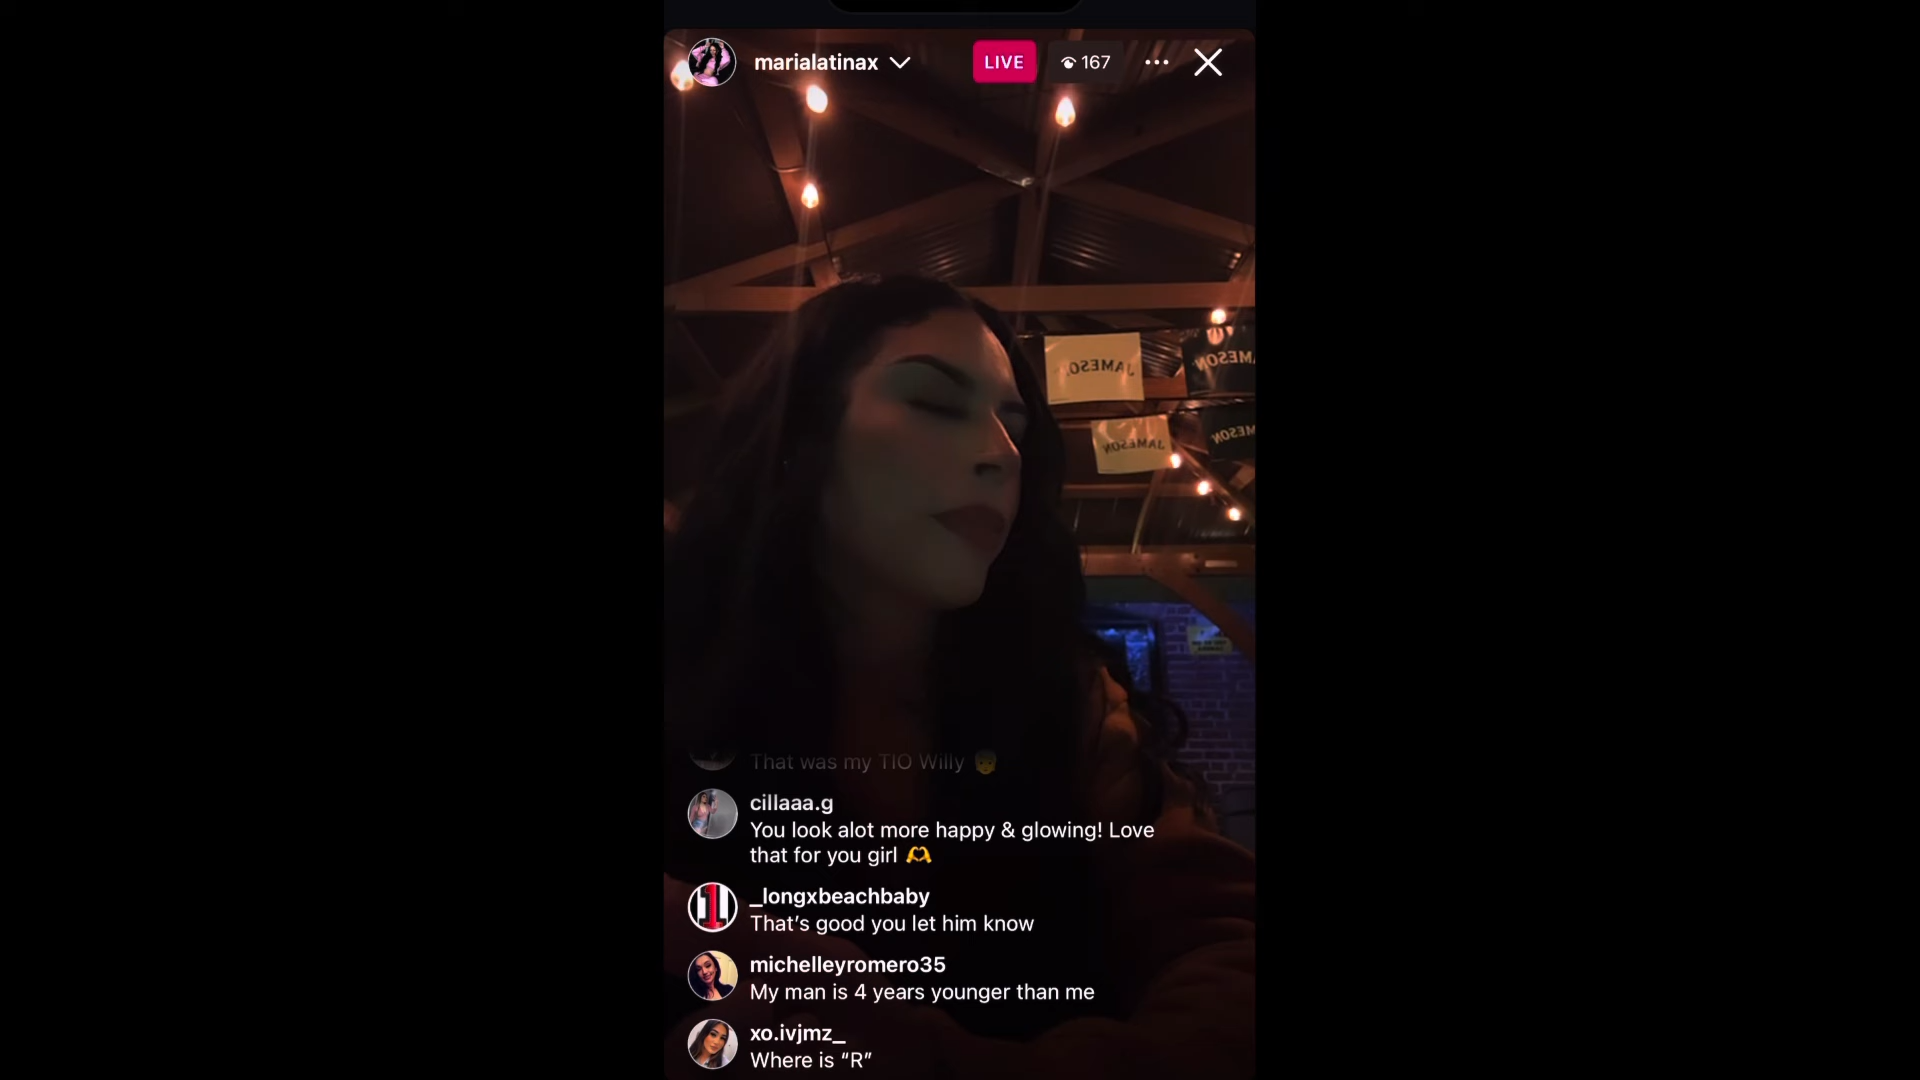 marialatinax
LIVE
167
JAMESON
JAMESON
That was my TIO Willy
cillaaa.g
You look alot more happy & glowing! Love
that for you girl 🫶
_longxbeachbaby
That's good you let him know
michelleyromero35
My man is 4 years younger than me
xo.ivjmz_
Where is “R”